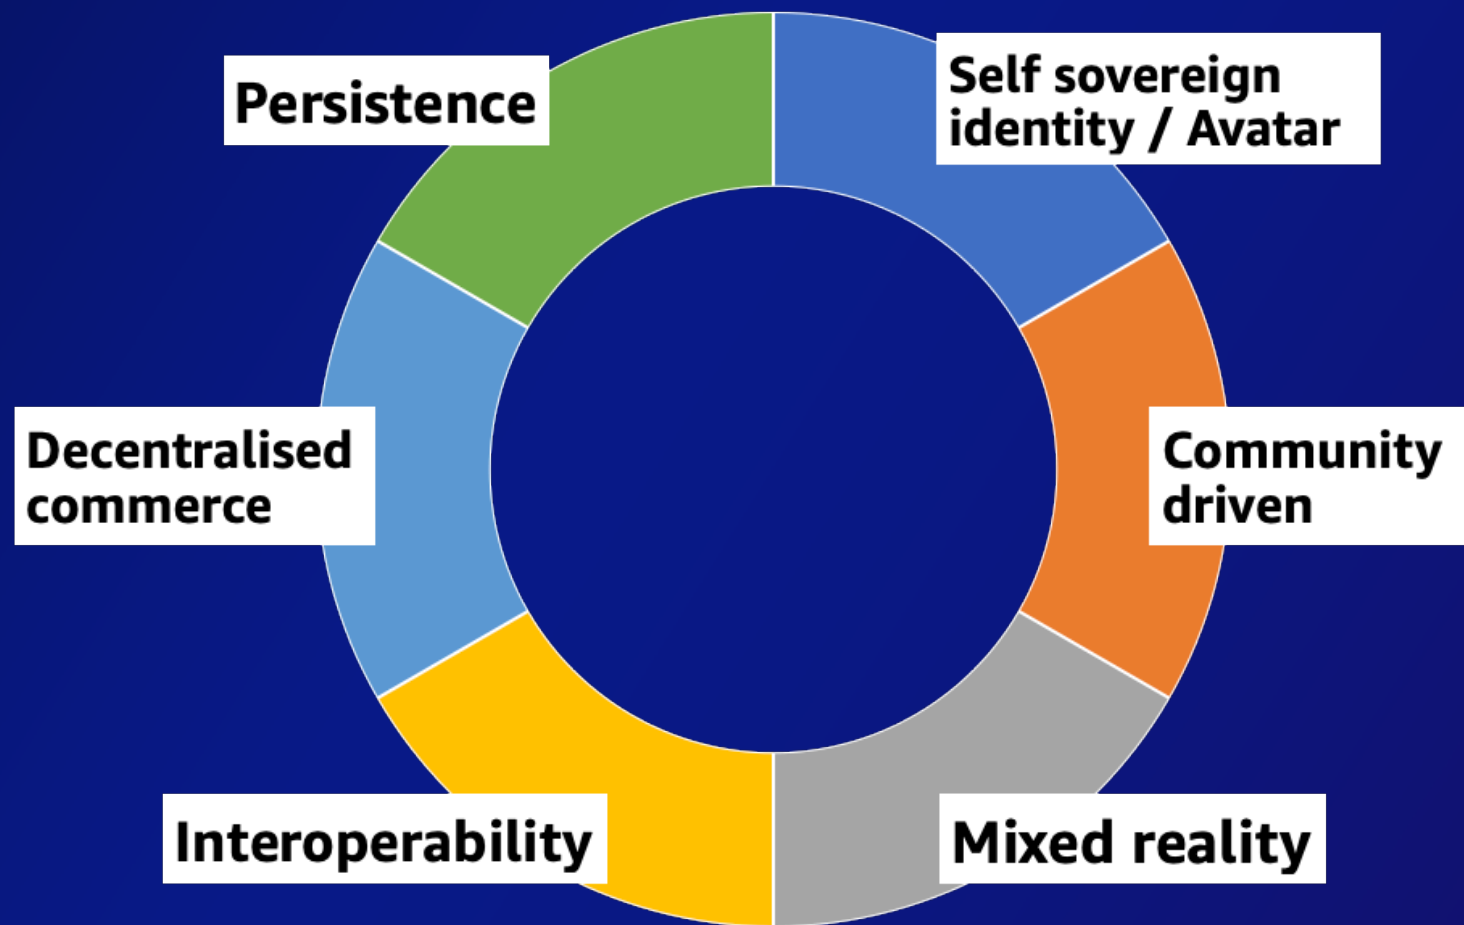 Persistence
Self sovereign
identity / Avatar
Decentralised
commerce
Community
driven
Interoperability
Mixed reality